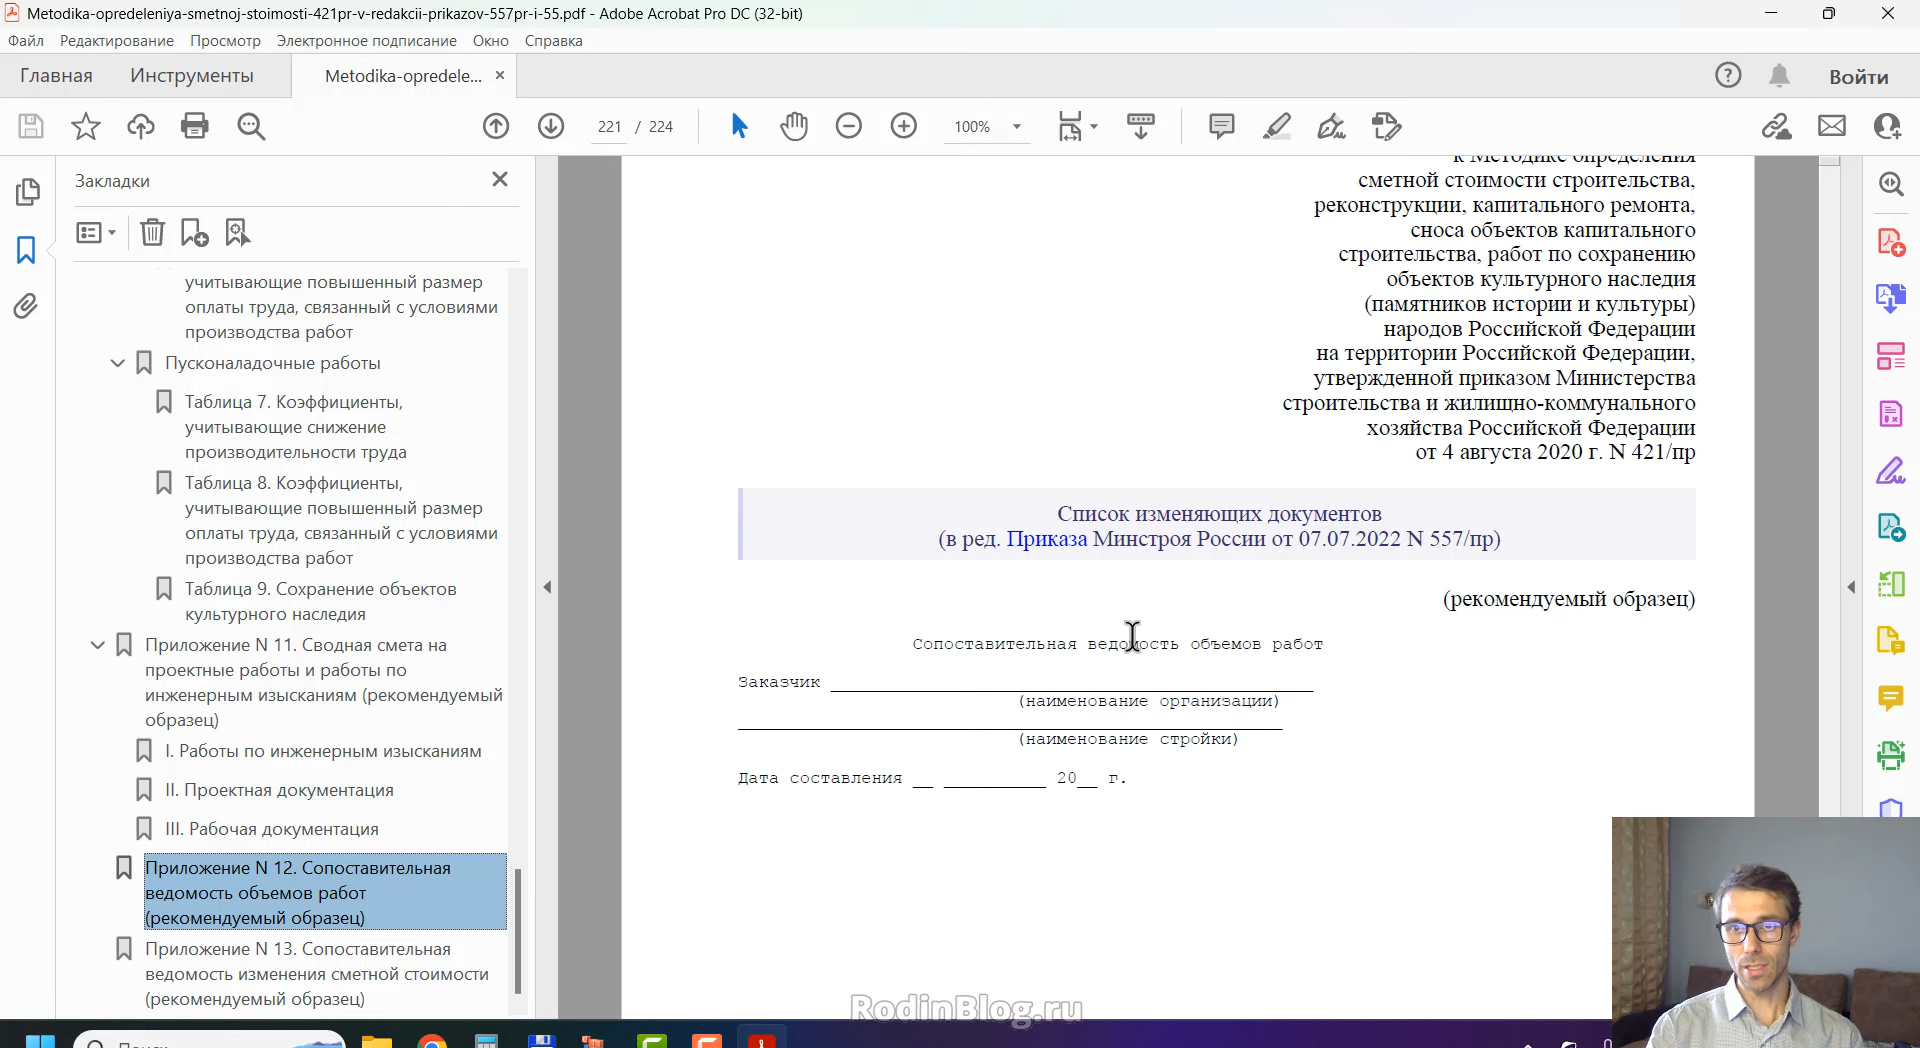 Metodika-opredeleniya-smetnoj-stoimosti-421pr-v-redakcii-prikazov-557pr-i-55.pdf - Adobe Acrobat Pro DC (32-bit)
Файл Редактирование Просмотр Электронное подписание Окно Справка
Главная Инструменты Metodika-opredele... × Войти
221 / 224 100%
Закладки
учитывающие повышенный размер
оплаты труда, связанный с условиями
производства работ
Пусконаладочные работы
Таблица 7. Коэффициенты,
учитывающие снижение
производительности труда
Таблица 8. Коэффициенты,
учитывающие повышенный размер
оплаты труда, связанный с условиями
производства работ
Таблица 9. Сохранение объектов
культурного наследия
Приложение N 11. Сводная смета на
проектные работы и работы по
инженерным изысканиям (рекомендуемый
образец)
I. Работы по инженерным изысканиям
II. Проектная документация
III. Рабочая документация
Приложение N 12. Сопоставительная
ведомость объемов работ
(рекомендуемый образец)
Приложение N 13. Сопоставительная
ведомость изменения сметной стоимости
(рекомендуемый образец)
к Методике определения
сметной стоимости строительства,
реконструкции, капитального ремонта,
сноса объектов капитального
строительства, работ по сохранению
объектов культурного наследия
(памятников истории и культуры)
народов Российской Федерации
на территории Российской Федерации,
утвержденной приказом Министерства
строительства и жилищно-коммунального
хозяйства Российской Федерации
от 4 августа 2020 г. N 421/пр
Список изменяющих документов
(в ред. Приказа Минстроя России от 07.07.2022 N 557/пр)
(рекомендуемый образец)
Сопоставительная ведомость объемов работ
Заказчик
(наименование организации)
(наименование стройки)
Дата составления __ __________ 20__ г.
RodinBlog.ru